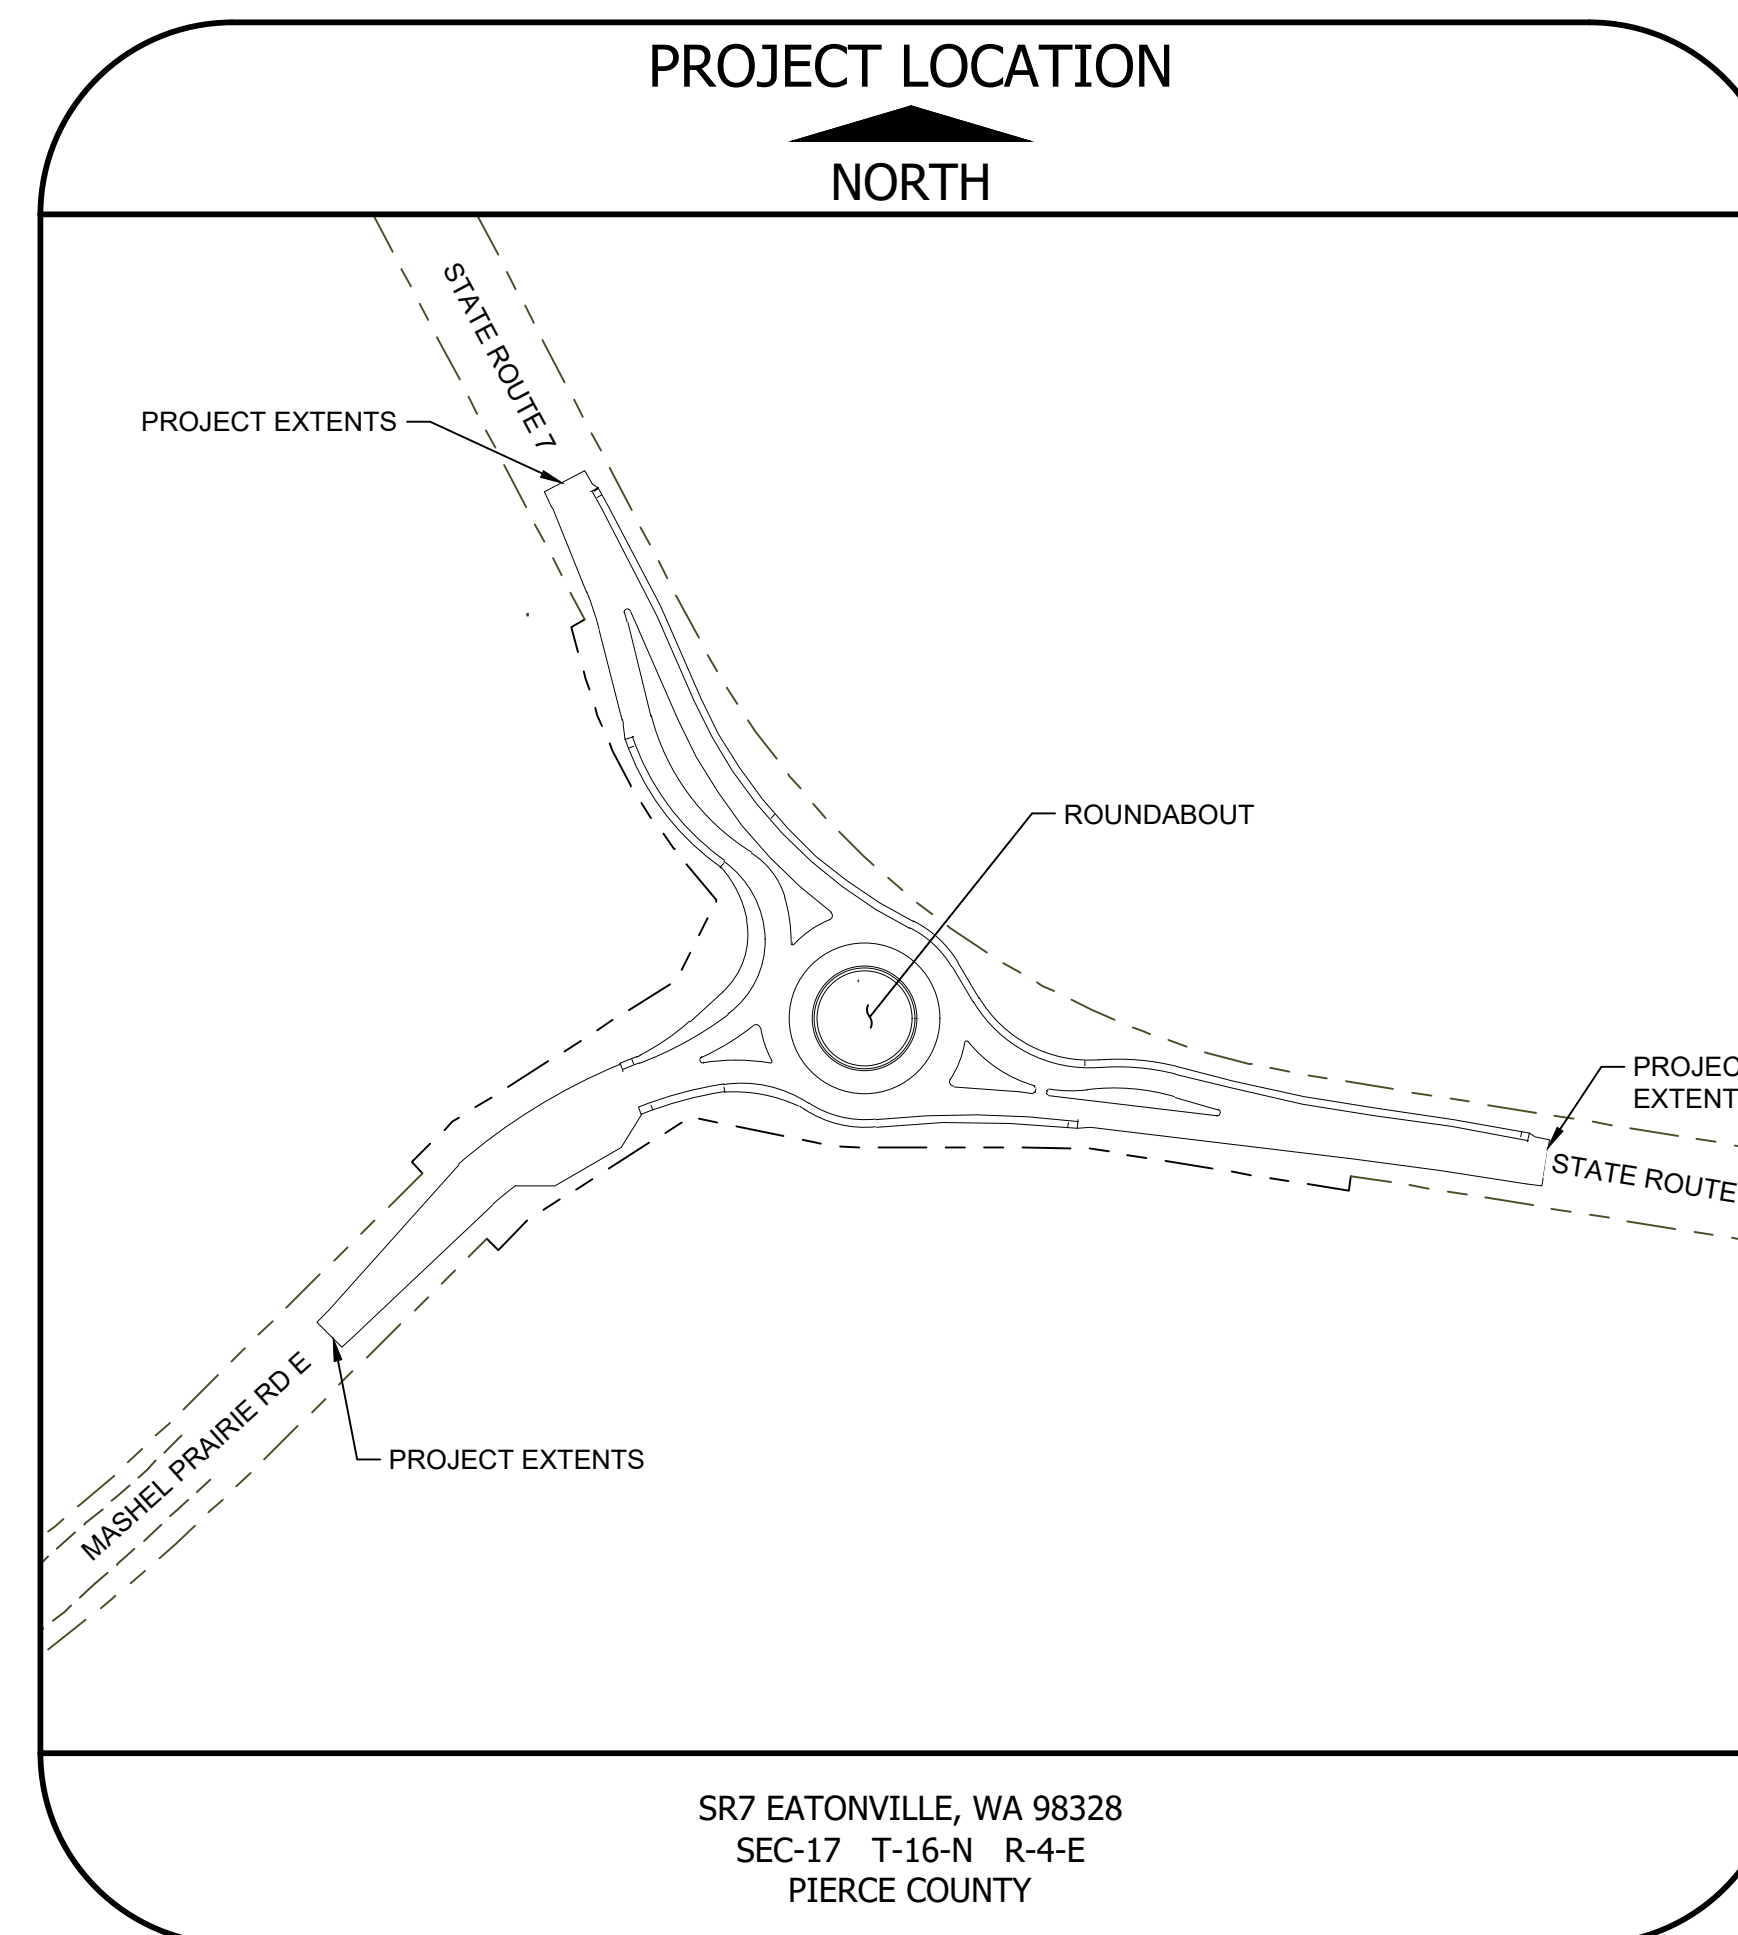 PROJECT LOCATION
NORTH
STATE ROUTE 7
PROJECT EXTENTS
ROUNDABOUT
PROJEC
EXTENT
STATE ROUTE
MASHEL PRAIRIE RD E
PROJECT EXTENTS
SR7 EATONVILLE, WA 98328
SEC-17 T-16-N R-4-E
PIERCE COUNTY